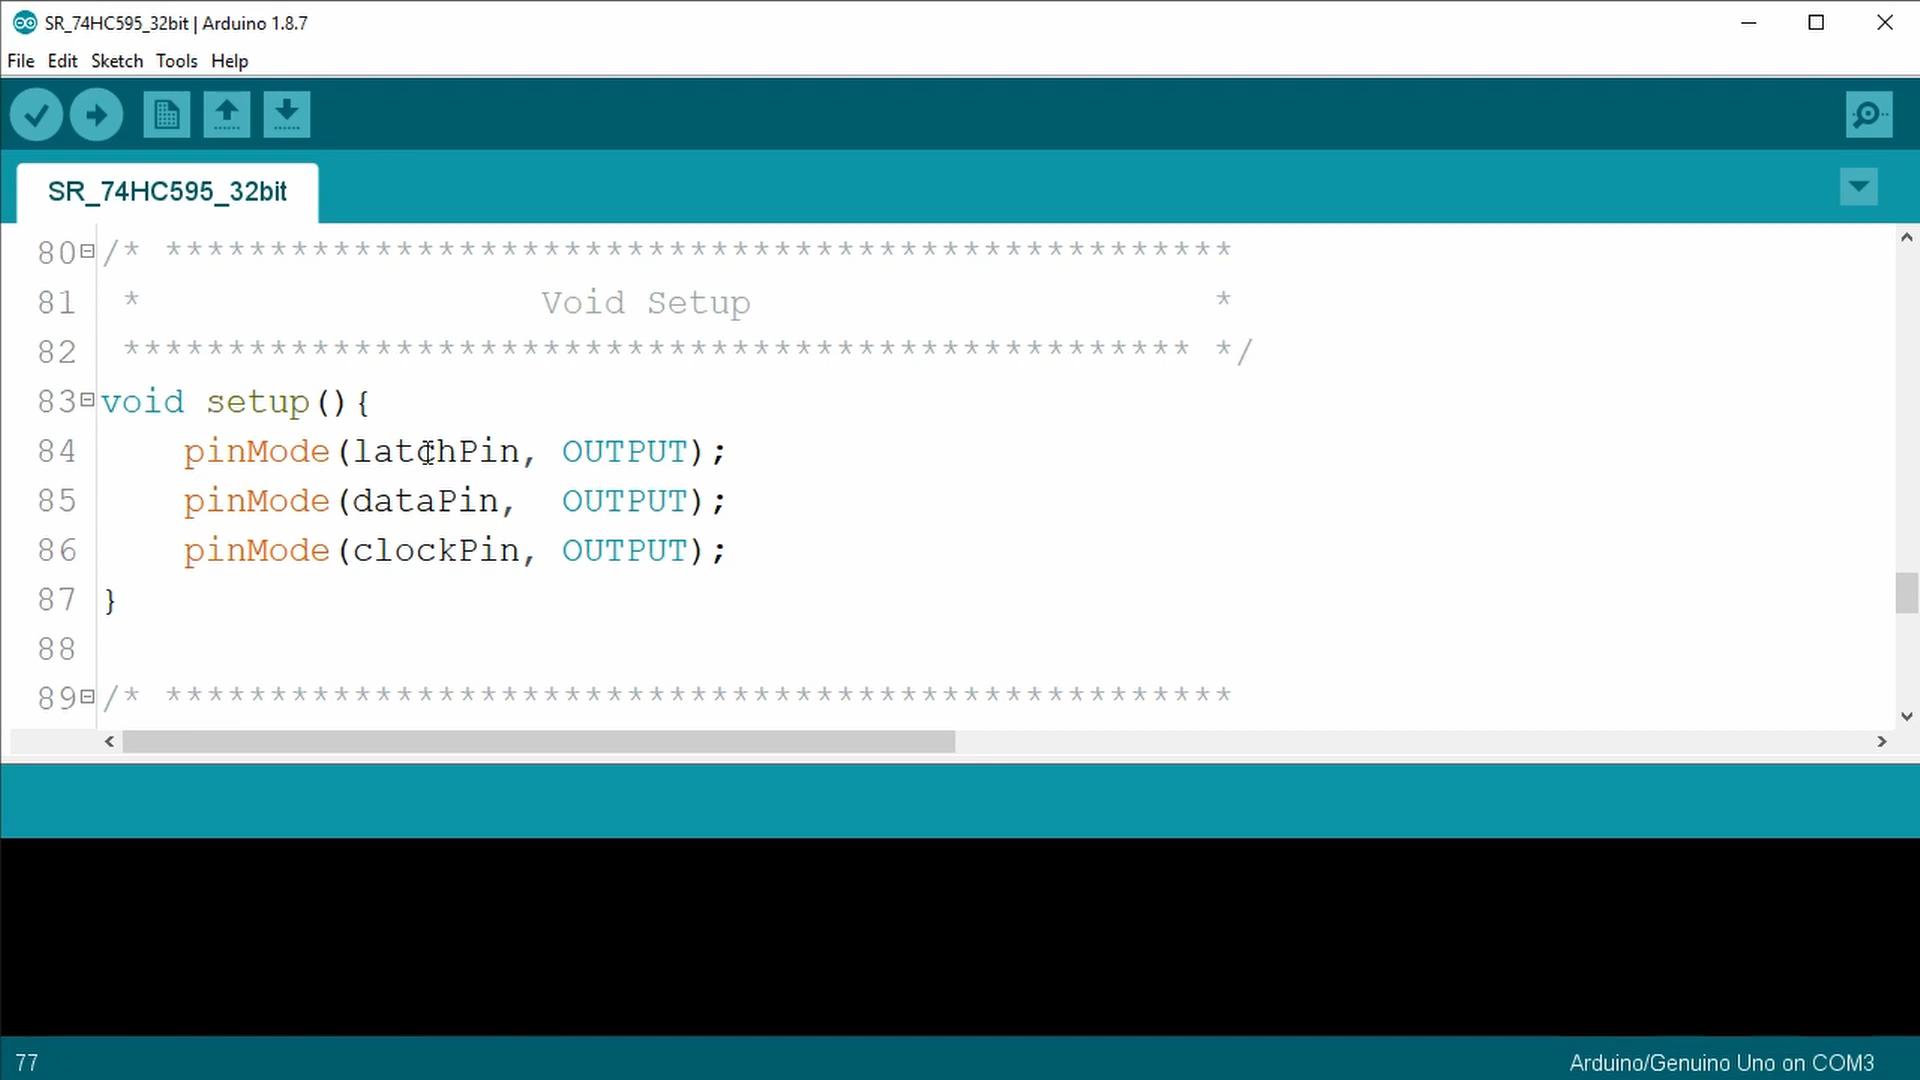 SR_74HC595_32bit | Arduino 1.8.7
File Edit Sketch Tools Help
SR_74HC595_32bit
80 /* ***************************************************
81 * Void Setup *
82 *************************************************** */
83 void setup(){
84 pinMode(latchPin, OUTPUT);
85 pinMode(dataPin,  OUTPUT);
86 pinMode(clockPin, OUTPUT);
87 }
88
89 /* ***************************************************
77
Arduino/Genuino Uno on COM3